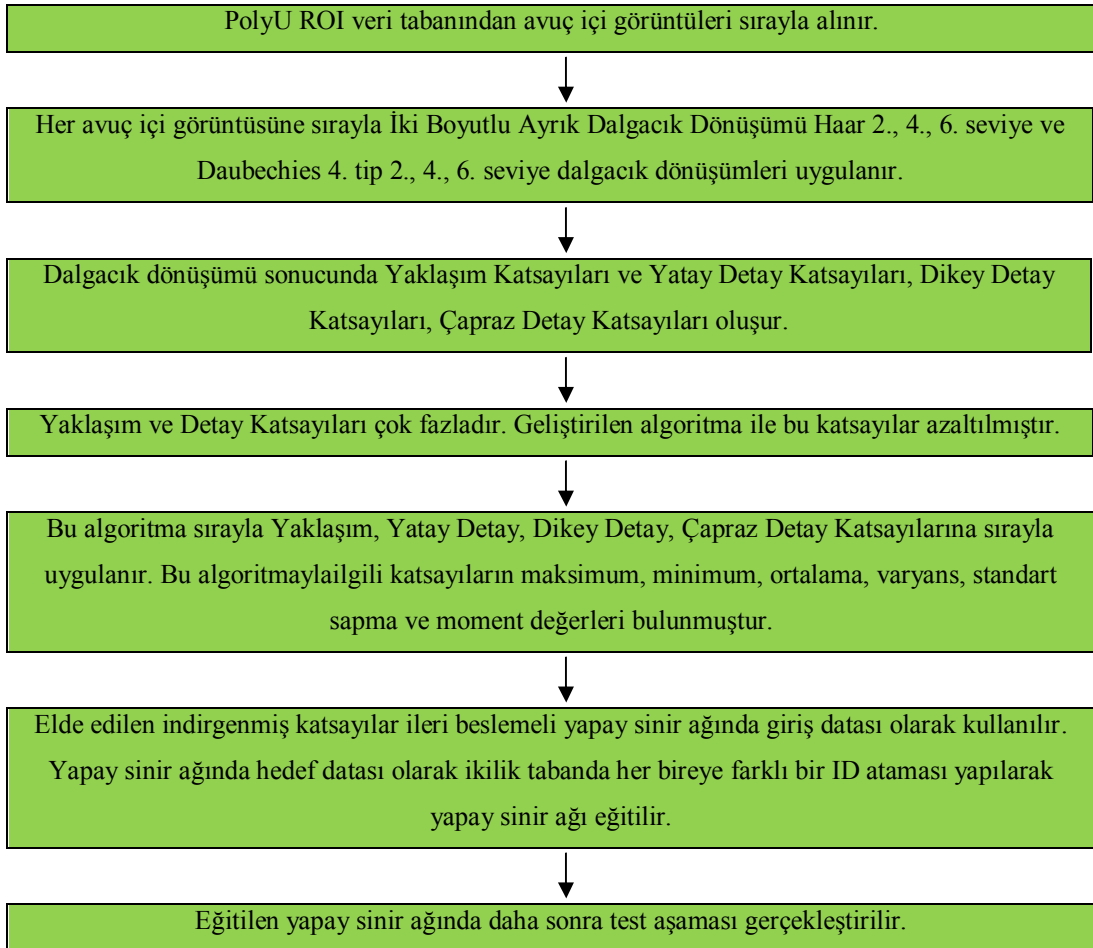 PolyU ROI veri tabanından avuç içi görüntüleri sırayla alınır.
Her avuç içi görüntüsüne sırayla İki Boyutlu Ayrık Dalgacık Dönüşümü Haar 2., 4., 6. seviye ve
Daubechies 4. tip 2., 4., 6. seviye dalgacık dönüşümleri uygulanır.
Dalgacık dönüşümü sonucunda Yaklaşım Katsayıları ve Yatay Detay Katsayıları, Dikey Detay
Katsayıları, Çapraz Detay Katsayıları oluşur.
Yaklaşım ve Detay Katsayıları çok fazladır. Geliştirilen algoritma ile bu katsayılar azaltılmıştır.
Bu algoritma sırayla Yaklaşım, Yatay Detay, Dikey Detay, Çapraz Detay Katsayılarına sırayla
uygulanır. Bu algoritmaylailgili katsayıların maksimum, minimum, ortalama, varyans, standart
sapma ve moment değerleri bulunmuştur.
Elde edilen indirgenmiş katsayılar ileri beslemeli yapay sinir ağında giriş datası olarak kullanılır.
Yapay sinir ağında hedef datası olarak ikilik tabanda her bireye farklı bir ID ataması yapılarak
yapay sinir ağı eğitilir.
Eğitilen yapay sinir ağında daha sonra test aşaması gerçekleştirilir.